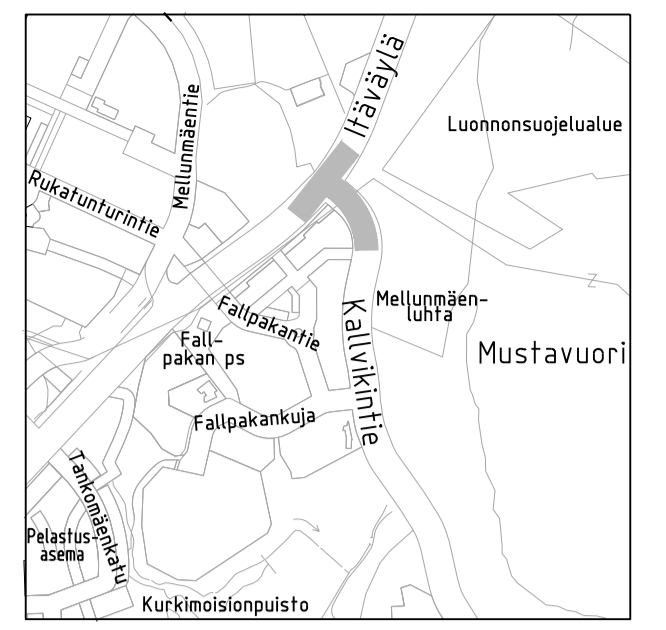 Itäväylä
Luonnonsuojelualue
Mellunmäentie
Rukatunturintie
Mellunmäen-
luhta
Fallpakantie
Kallvikintie
Fall-
pakan ps
Mustavuori
Fallpakankuja
Tankomäenkatu
Pelastus-
asema
Kurkimoisionpuisto